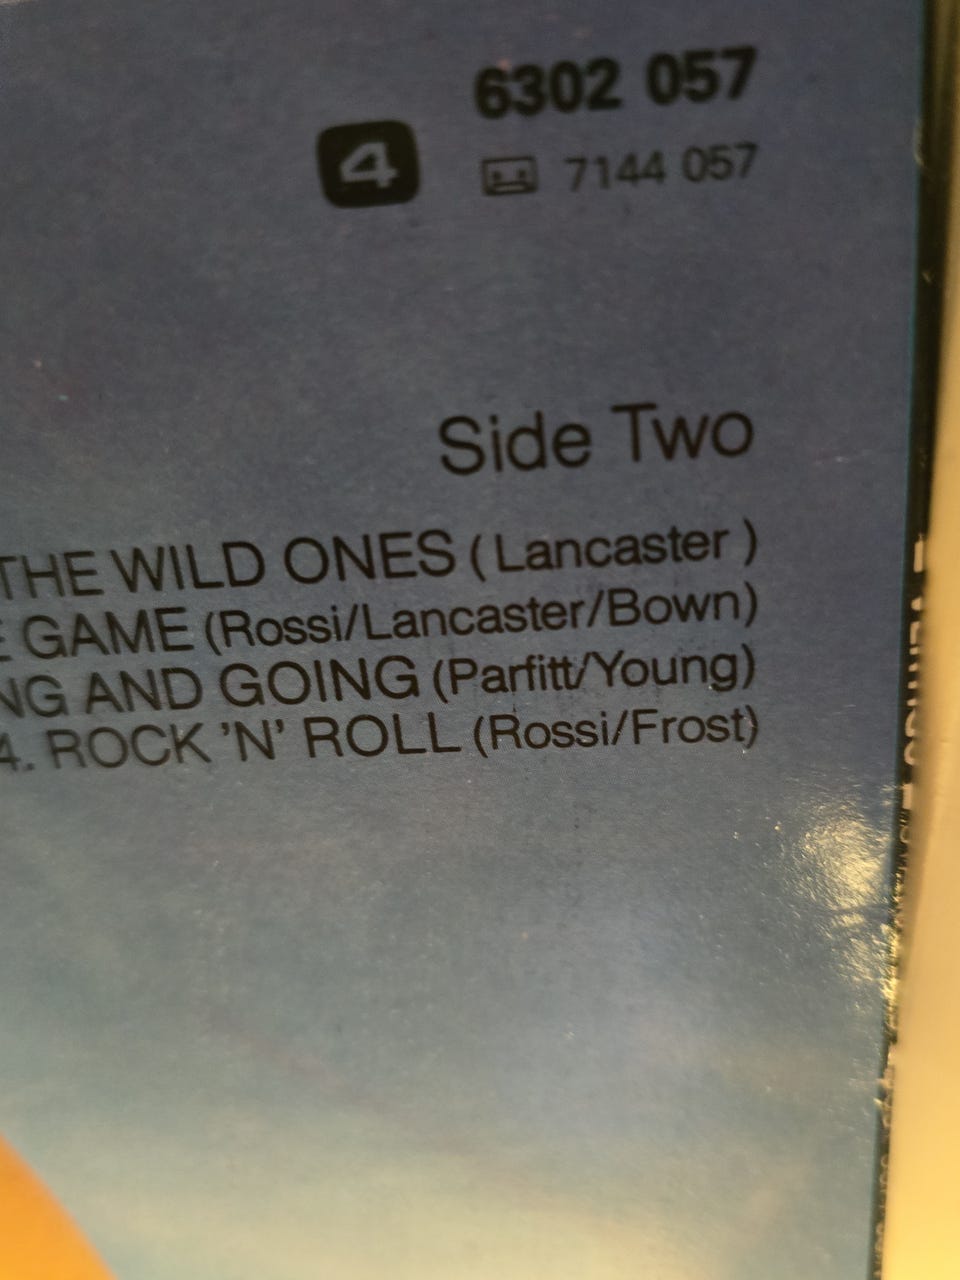 6302 057
4
7144 057
Side Two
THE WILD ONES ( Lancaster )
E GAME (Rossi/Lancaster/Bown)
NG AND GOING (Parfitt/Young)
4. ROCK 'N' ROLL (Rossi/Frost)